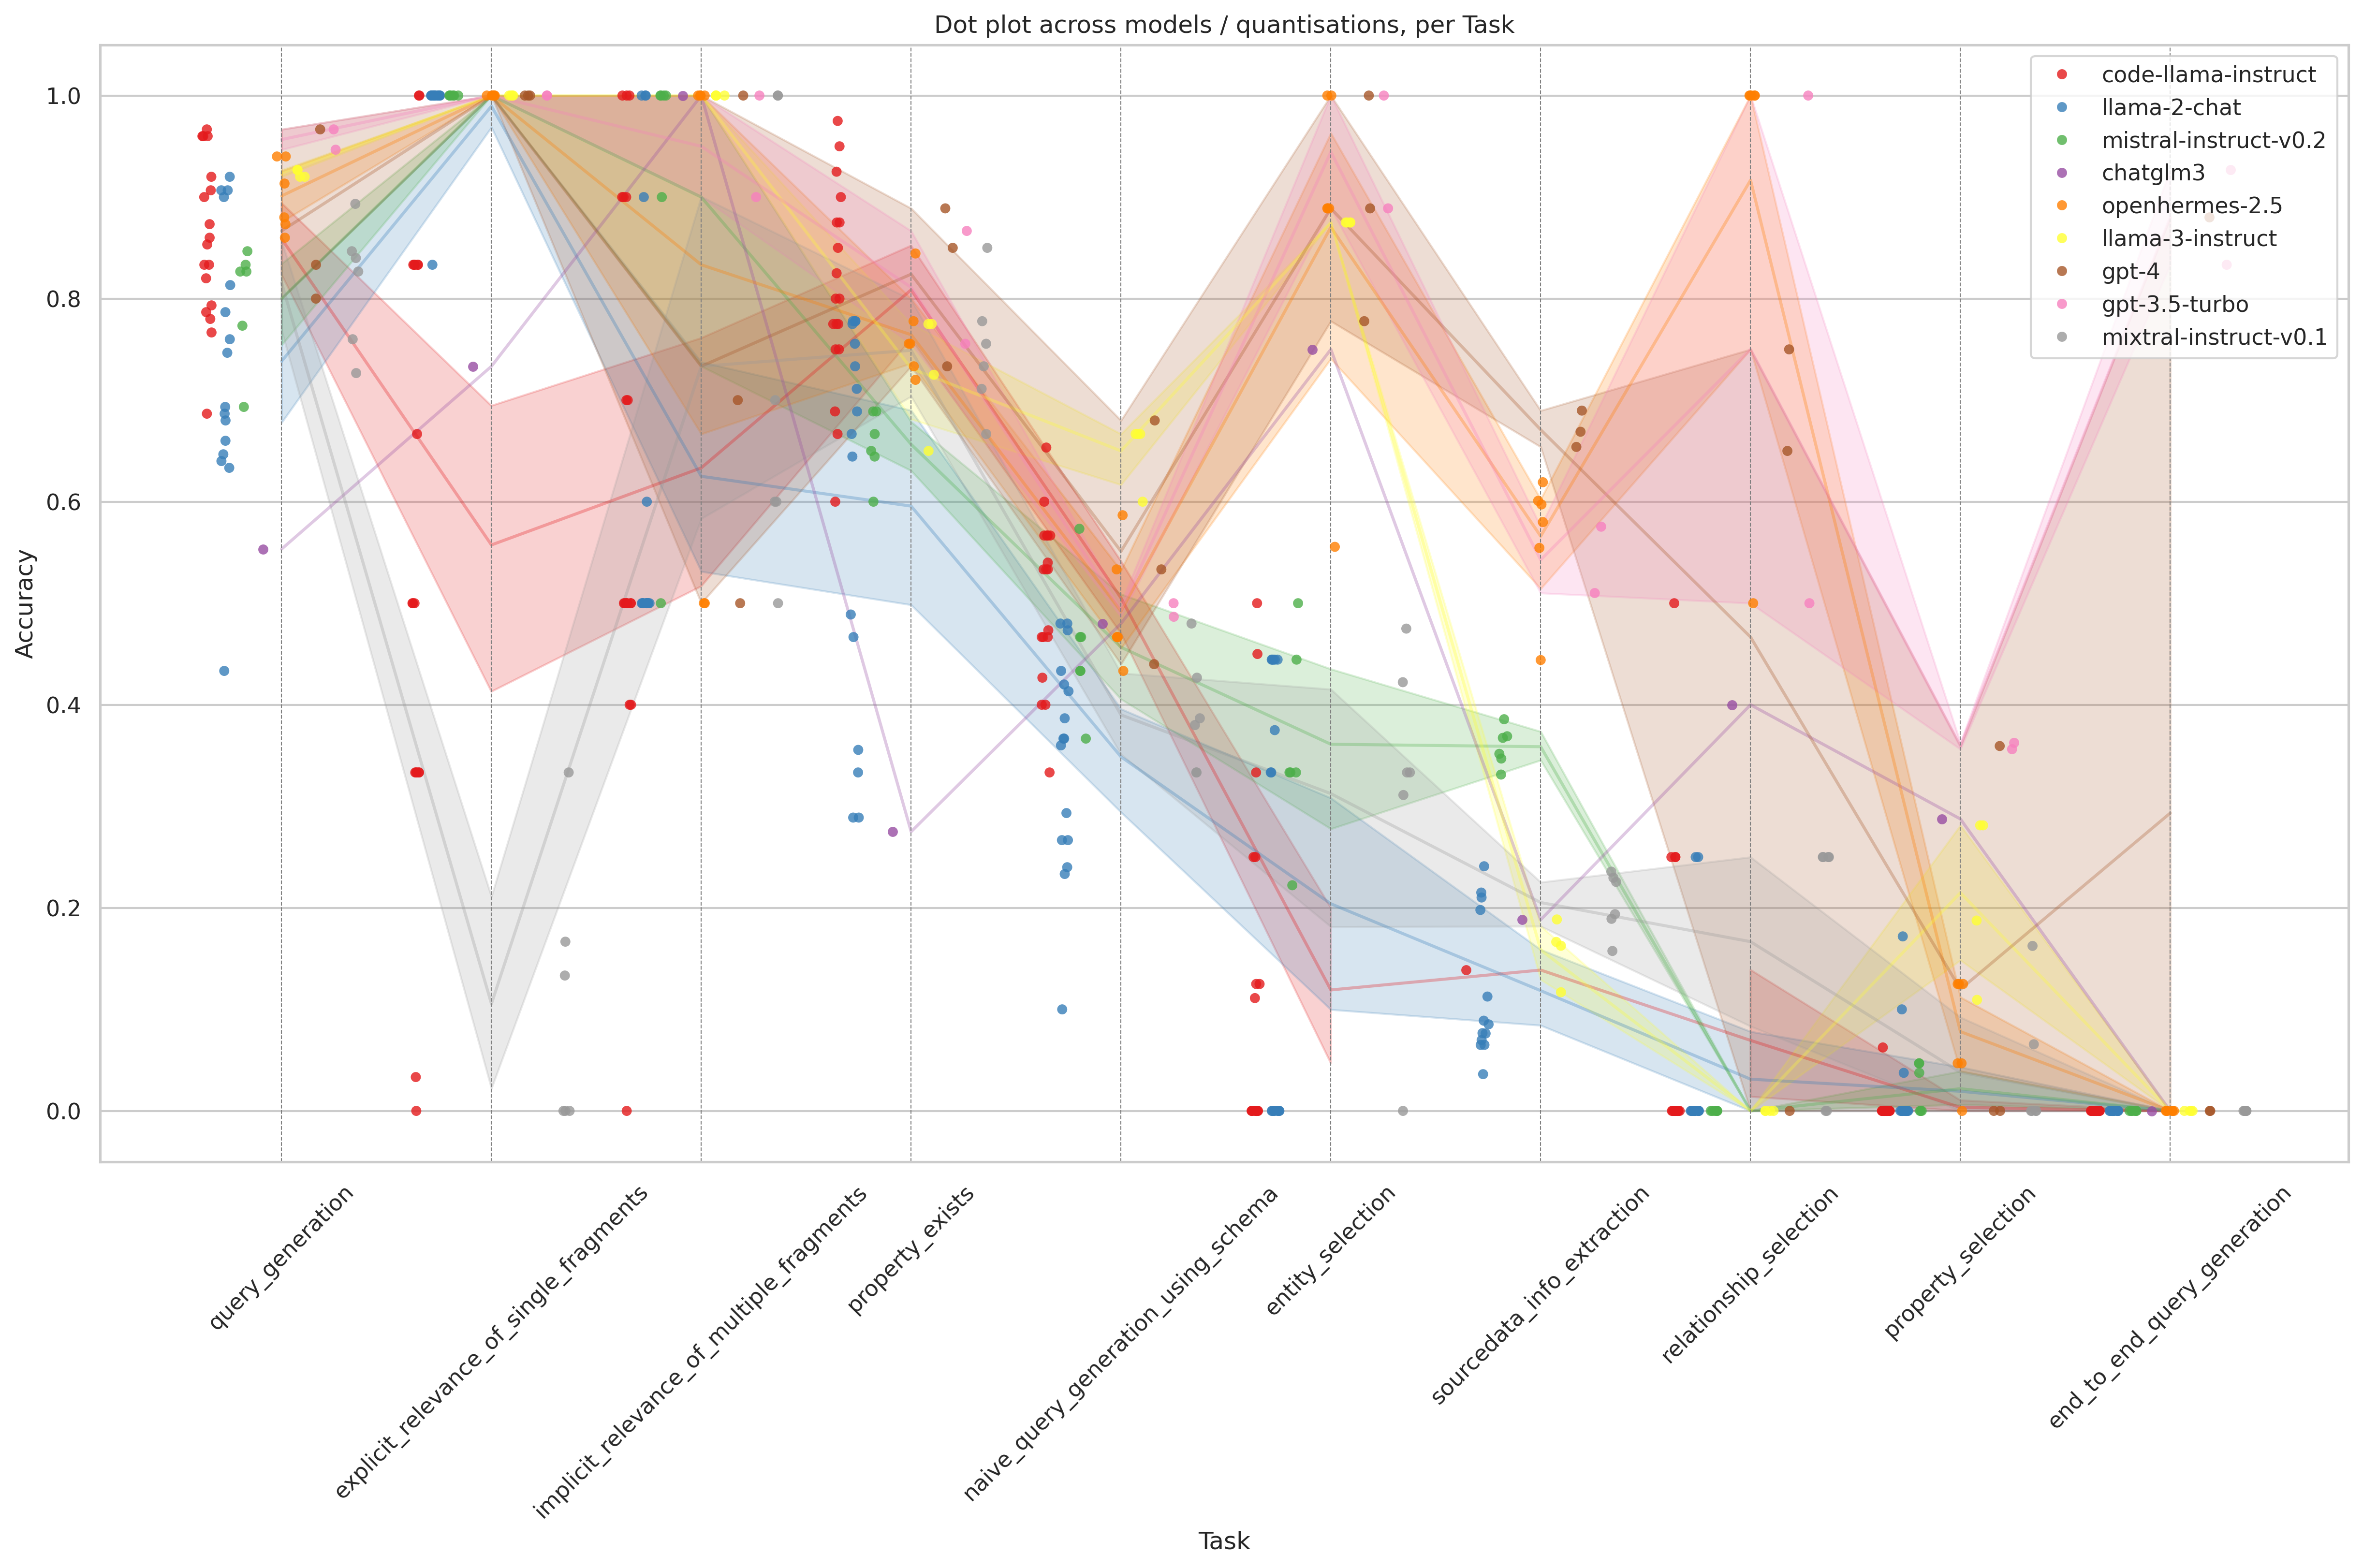 Dot plot across models / quantisations, per Task
Accuracy
1.0
0.8
0.6
0.4
0.2
0.0
code-llama-instruct
llama-2-chat
mistral-instruct-v0.2
chatglm3
openhermes-2.5
llama-3-instruct
gpt-4
gpt-3.5-turbo
mixtral-instruct-v0.1
query_generation
explicit_relevance_of_single_fragments
implicit_relevance_of_multiple_fragments
property_exists
naive_query_generation_using_schema
entity_selection
sourcedata_info_extraction
relationship_selection
property_selection
end_to_end_query_generation
Task